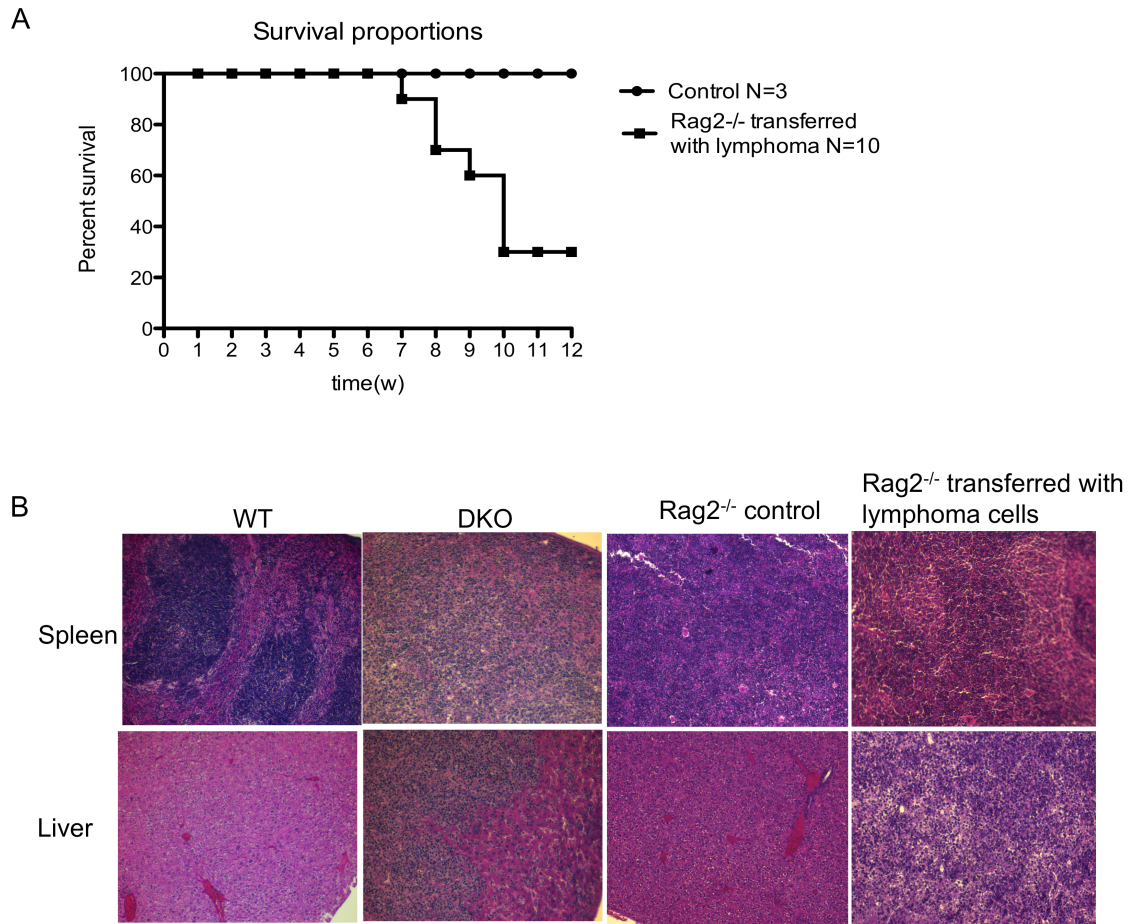 A
Survival proportions
100
80
60
40
20
0
Percent survival
0 1 2 3 4 5 6 7 8 9 10 11 12
time(w)
Control N=3
Rag2-/- transferred
with lymphoma N=10
B
WT
DKO
Rag2-/- control
Rag2-/- transferred with
lymphoma cells
Spleen
Liver